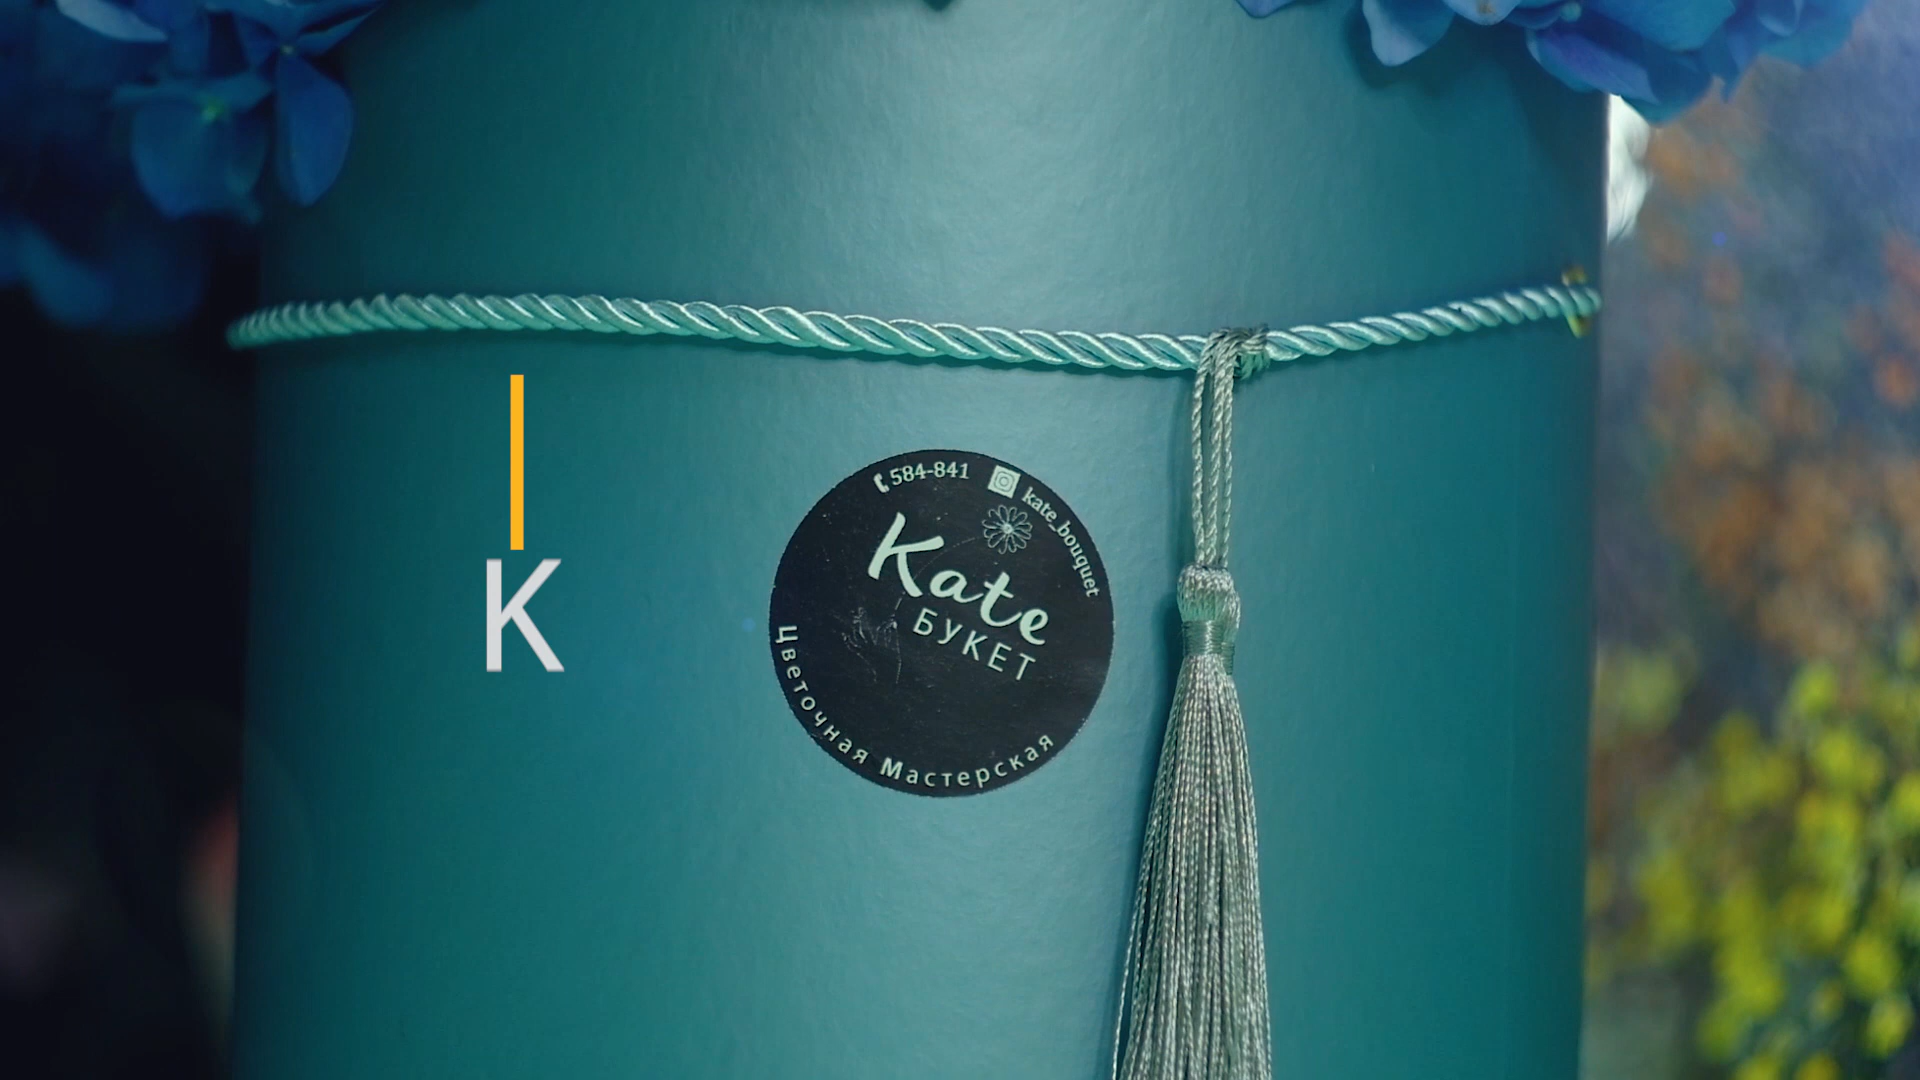 584-841
kate_bouquet
Kate
БУКЕТ
Цветочная Мастерская
K